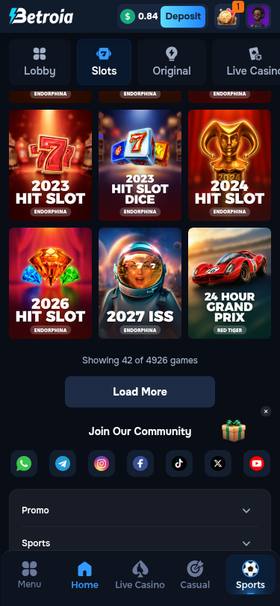 Betroia
$ 0.84 Deposit
1
Lobby
Slots
Original
Live Casino
ENDORPHINA
ENDORPHINA
ENDORPHINA
777
2023
HIT SLOT
ENDORPHINA
2023
HIT SLOT
DICE
ENDORPHINA
2024
2024
HIT SLOT
ENDORPHINA
2026
HIT SLOT
ENDORPHINA
2027 ISS
ENDORPHINA
24 HOUR
GRAND
PRIX
RED TIGER
Showing 42 of 4926 games
Load More
Join Our Community
Promo
Sports
Menu
Home
Live Casino
Casual
Sports